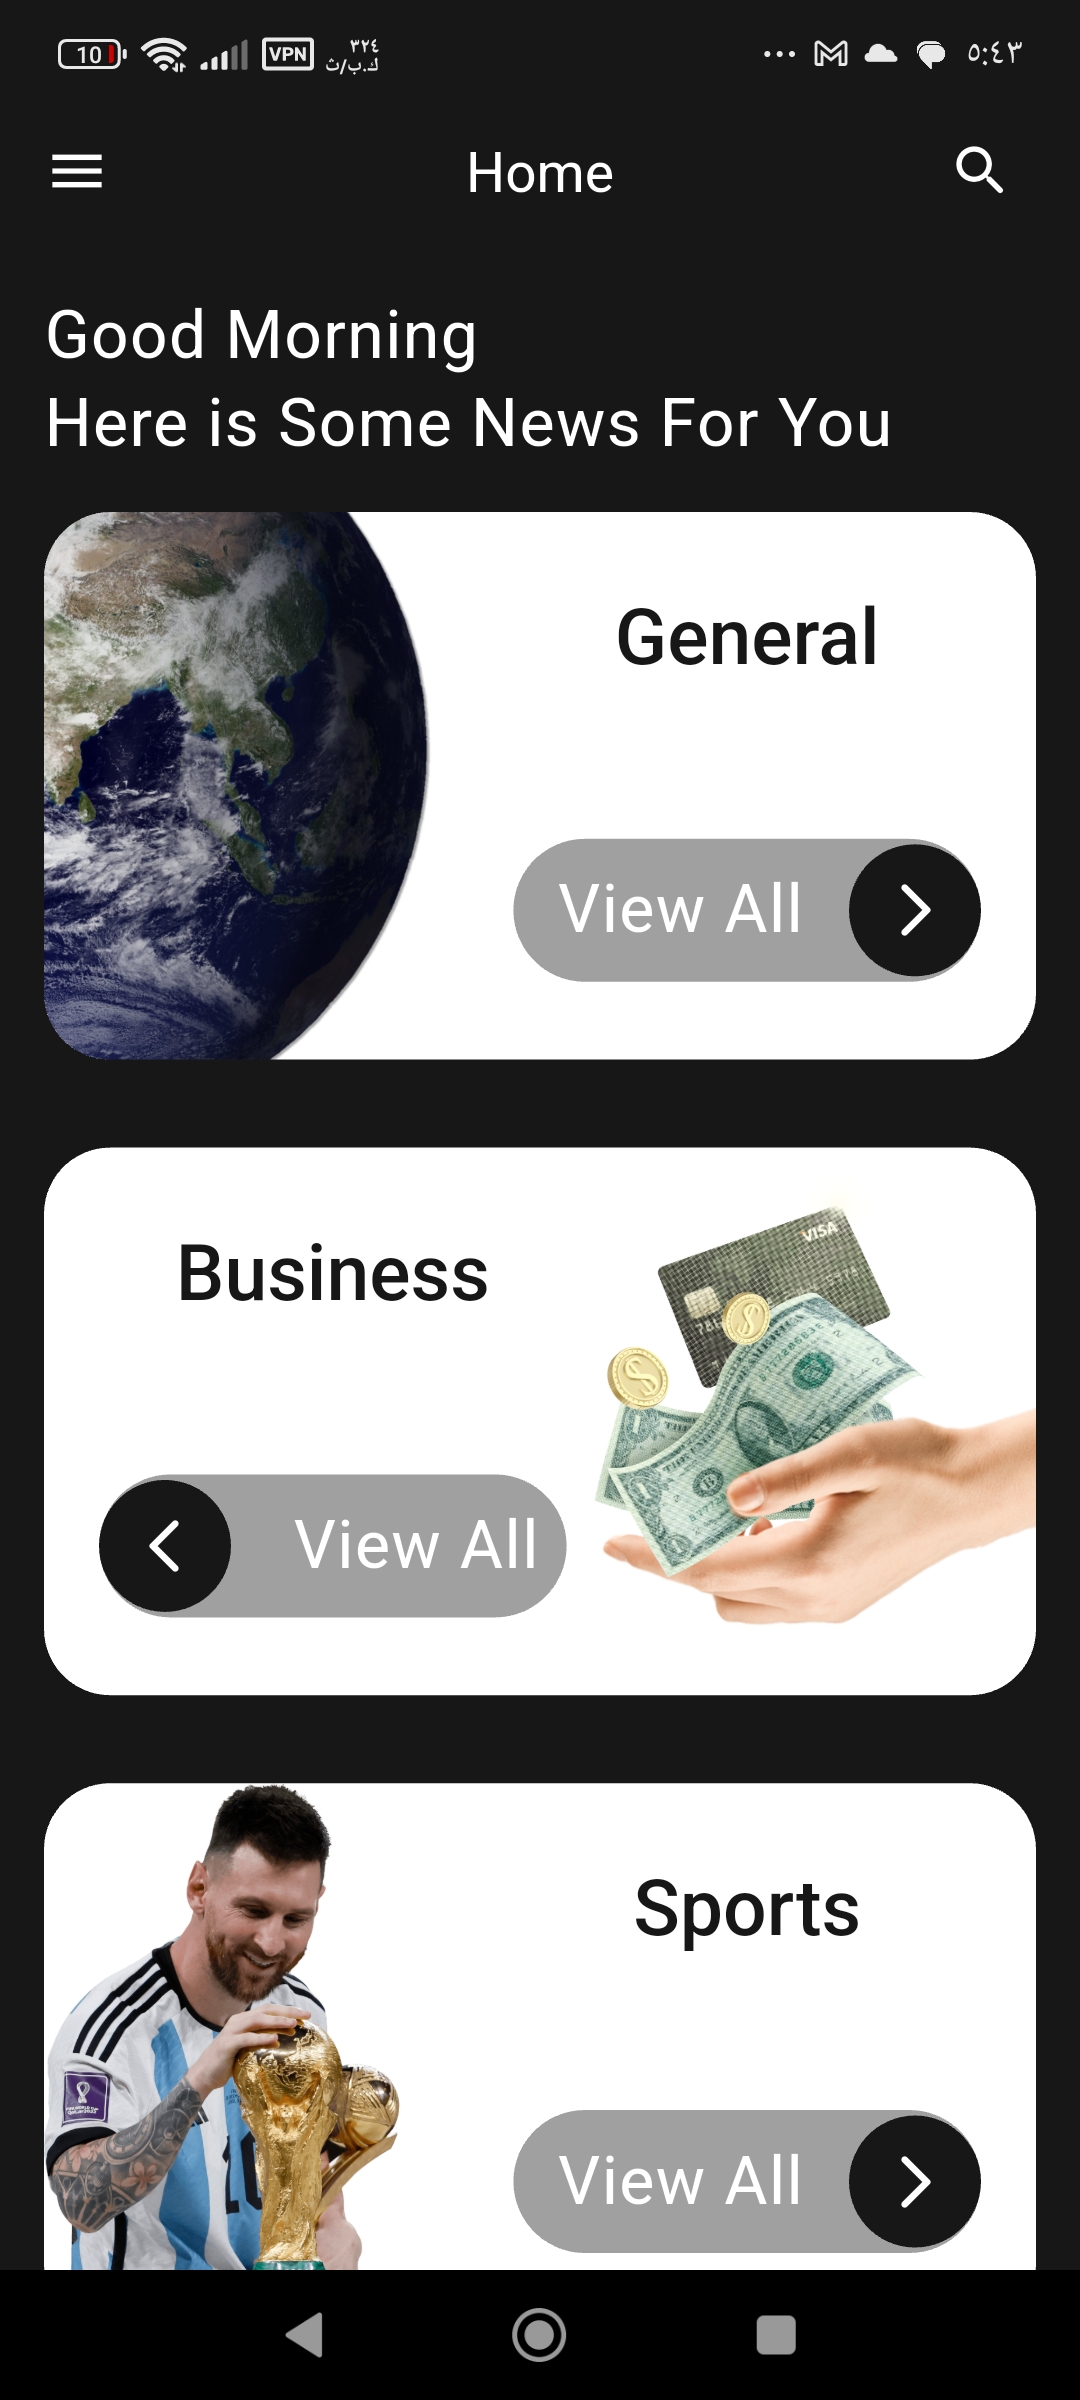 10 VPN ٣٢٤ ك.ب/ث ٥:٤٣
Home
Good Morning
Here is Some News For You
General
View All
Business
VISA
View All
Sports
View All